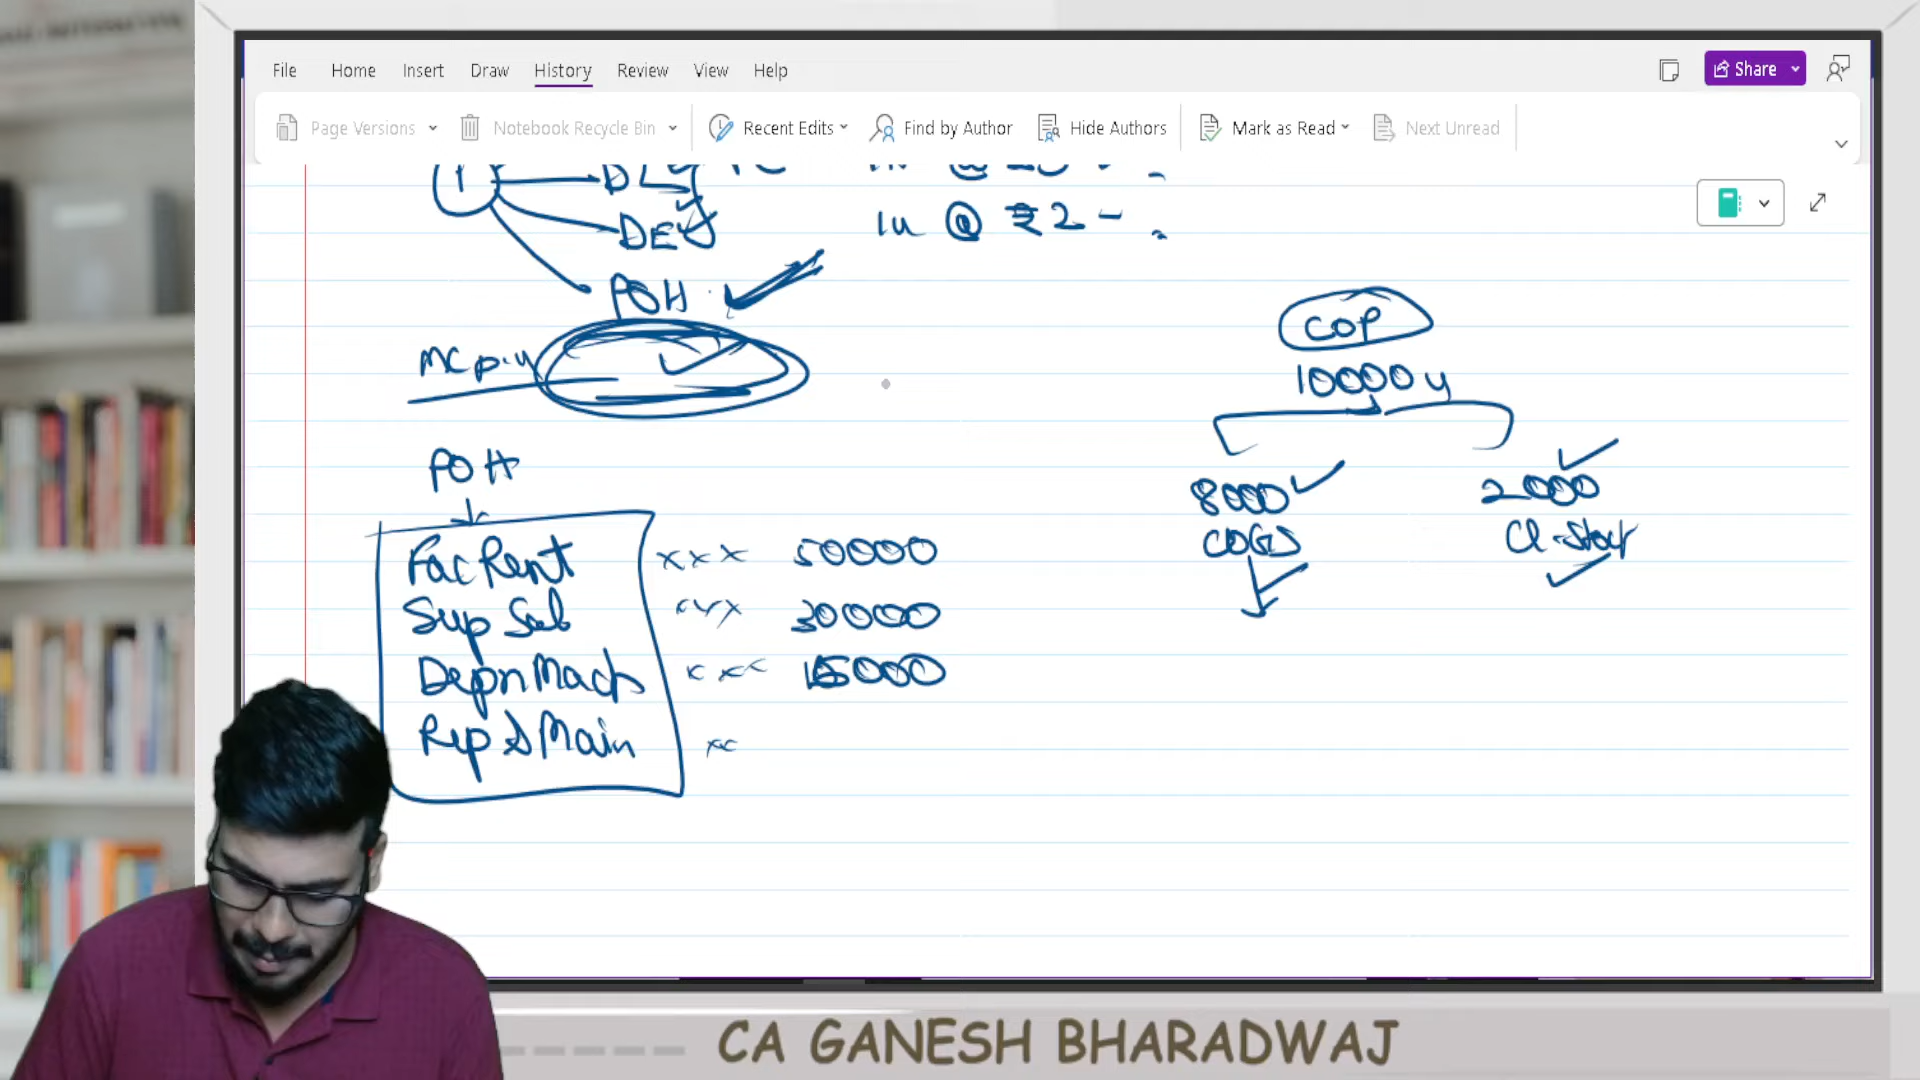 File Home Insert Draw History Review View Help Share
Page Versions Notebook Recycle Bin Recent Edits Find by Author Hide Authors Mark as Read Next Unread
1u @ ₹2 -
POH
MC p.u
COP
10000 u
8000
COGS
2000
Cl-Stock
POH
Fac Rent xxx 50000
Sup Sal xxx 30000
Depn Mach xxx
Rep & Main xx
CA GANESH BHARADWAJ